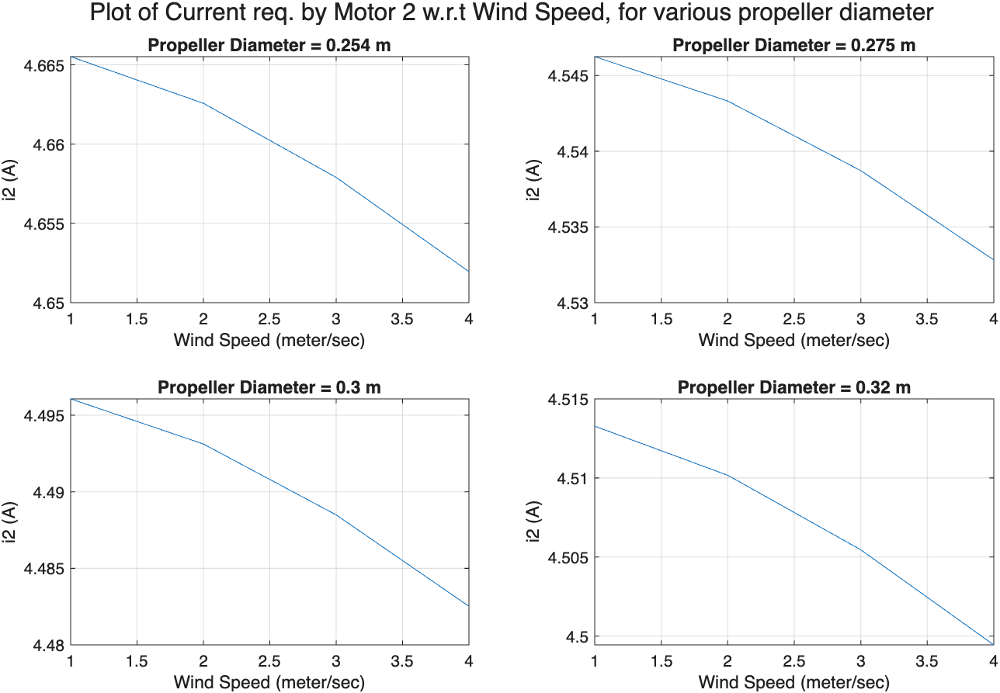 Plot of Current req. by Motor 2 w.r.t Wind Speed, for various propeller diameter
Propeller Diameter = 0.254 m
4.665
4.66
4.655
4.65
i2 (A)
1 1.5 2 2.5 3 3.5 4
Wind Speed (meter/sec)
Propeller Diameter = 0.275 m
4.545
4.54
4.535
4.53
i2 (A)
1 1.5 2 2.5 3 3.5 4
Wind Speed (meter/sec)
Propeller Diameter = 0.3 m
4.495
4.49
4.485
4.48
i2 (A)
1 1.5 2 2.5 3 3.5 4
Wind Speed (meter/sec)
Propeller Diameter = 0.32 m
4.515
4.51
4.505
4.5
i2 (A)
1 1.5 2 2.5 3 3.5 4
Wind Speed (meter/sec)